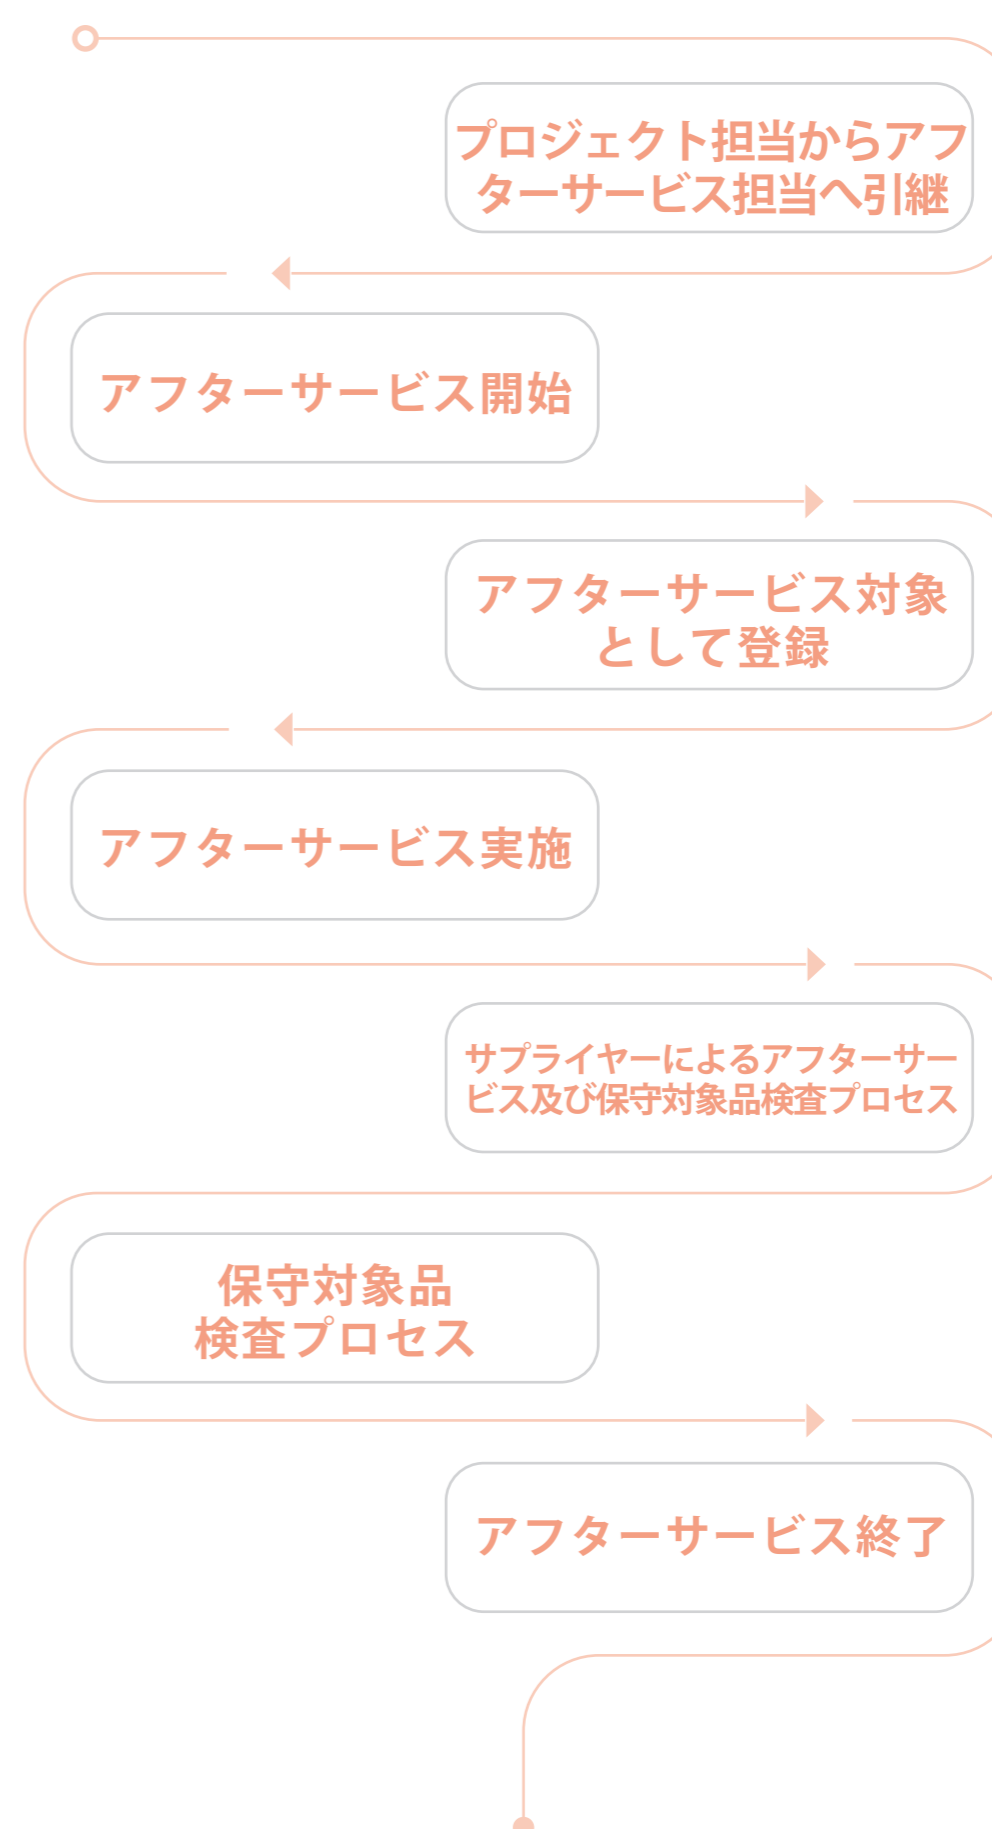 プロジェクト担当からアフ
ターサービス担当へ引継
アフターサービス開始
アフターサービス対象
として登録
アフターサービス実施
サプライヤーによるアフターサー
ビス及び保守対象品検査プロセス
保守対象品
検査プロセス
アフターサービス終了